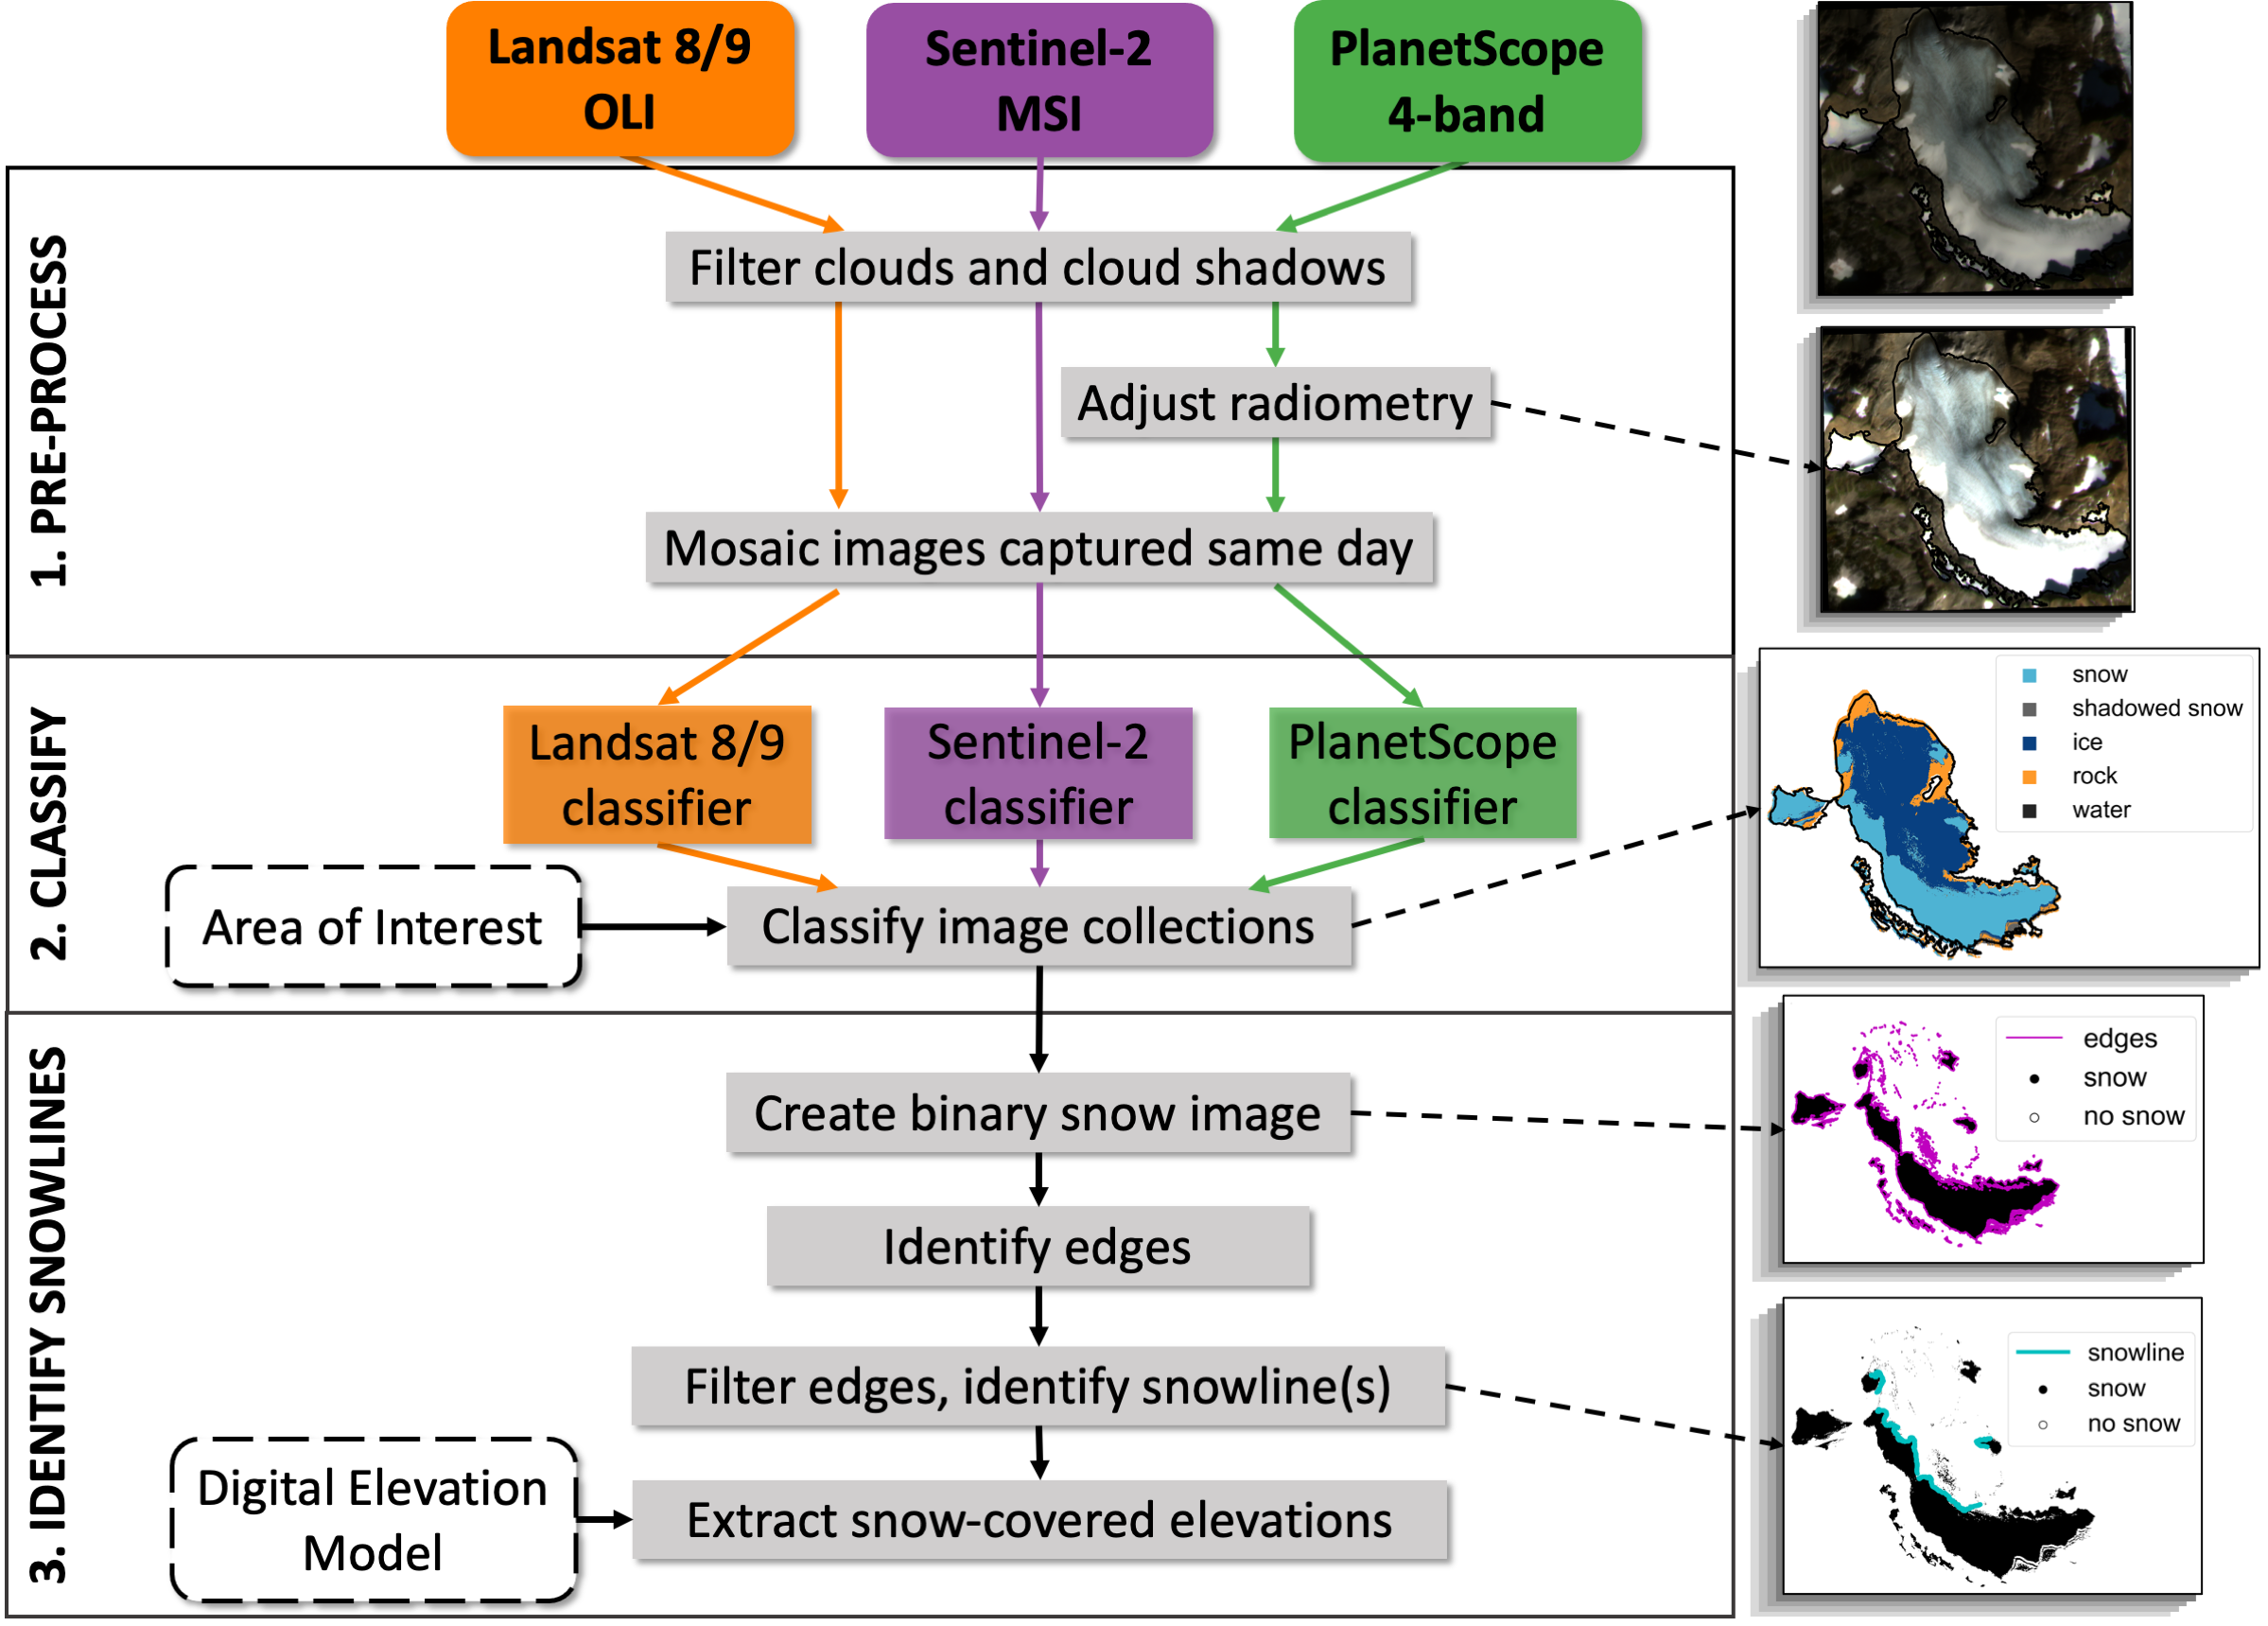 Landsat 8/9
OLI
Sentinel-2
MSI
PlanetScope
4-band
1. PRE-PROCESS
Filter clouds and cloud shadows
Adjust radiometry
Mosaic images captured same day
2. CLASSIFY
Landsat 8/9
classifier
Sentinel-2
classifier
PlanetScope
classifier
Area of Interest
Classify image collections
snow
shadowed snow
ice
rock
water
3. IDENTIFY SNOWLINES
Create binary snow image
edges
snow
no snow
Identify edges
Filter edges, identify snowline(s)
snowline
snow
no snow
Digital Elevation
Model
Extract snow-covered elevations